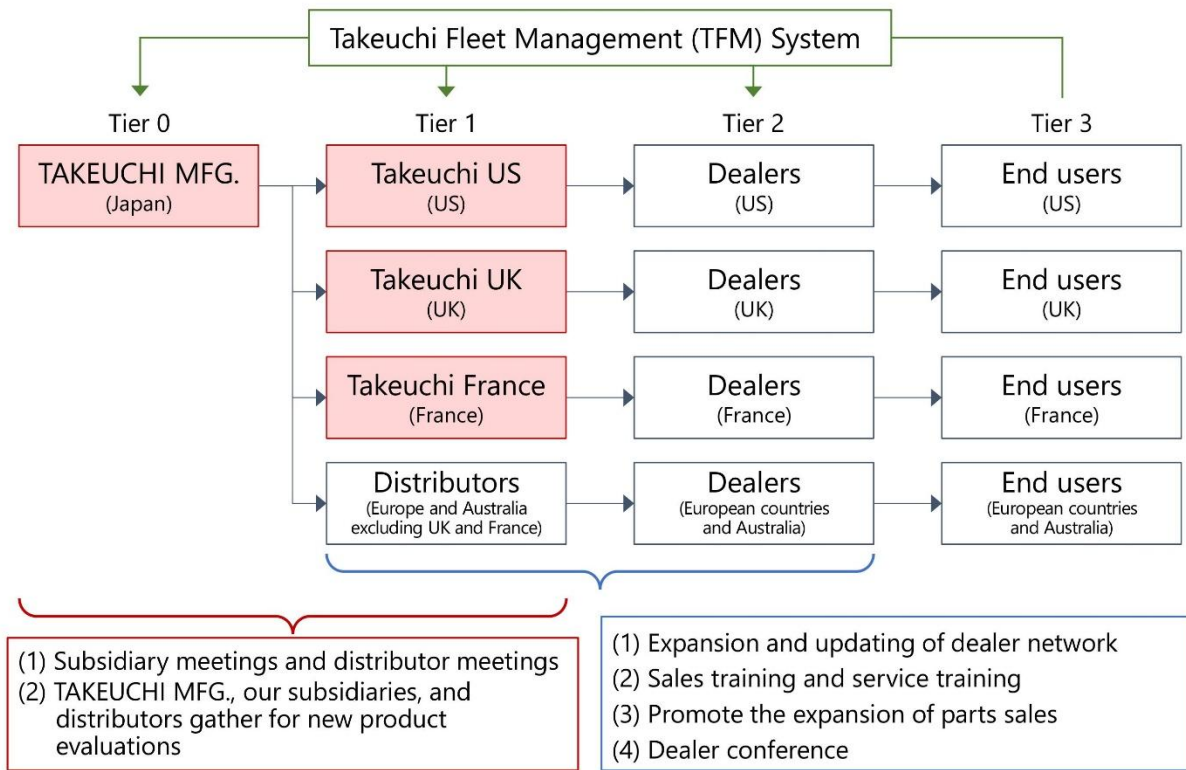 Takeuchi Fleet Management (TFM) System
Tier 0
Tier 1
Tier 2
Tier 3
TAKEUCHI MFG.
(Japan)
Takeuchi US
(US)
Dealers
(US)
End users
(US)
Takeuchi UK
(UK)
Dealers
(UK)
End users
(UK)
Takeuchi France
(France)
Dealers
(France)
End users
(France)
Distributors
(Europe and Australia
excluding UK and France)
Dealers
(European countries
and Australia)
End users
(European countries
and Australia)
(1) Subsidiary meetings and distributor meetings
(2) TAKEUCHI MFG., our subsidiaries, and
distributors gather for new product
evaluations
(1) Expansion and updating of dealer network
(2) Sales training and service training
(3) Promote the expansion of parts sales
(4) Dealer conference